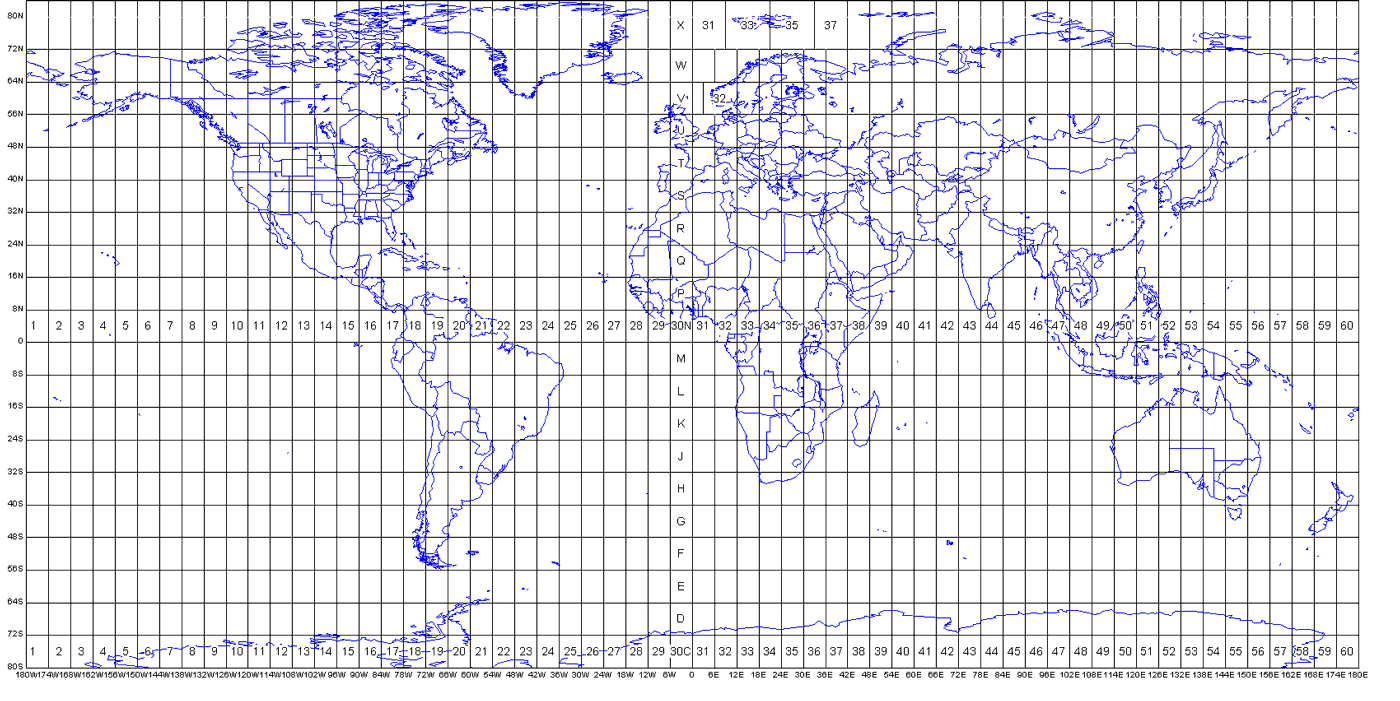 80N
X 31 33 35 37
72N
W
64N
V 32
56N
U
48N
T
40N
S
32N
R
24N
Q
16N
P
8N
1 2 3 4 5 6 7 8 9 10 11 12 13 14 15 16 17 18 19 20 21 22 23 24 25 26 27 28 29 30N 31 32 33 34 35 36 37 38 39 40 41 42 43 44 45 46 47 48 49 50 51 52 53 54 55 56 57 58 59 60
0
M
8S
L
16S
K
24S
J
32S
H
40S
G
48S
F
56S
E
64S
D
72S
1 2 3 4 5 6 7 8 9 10 11 12 13 14 15 16 17 18 19 20 21 22 23 24 25 26 27 28 29 30C 31 32 33 34 35 36 37 38 39 40 41 42 43 44 45 46 47 48 49 50 51 52 53 54 55 56 57 58 59 60
80S
180W 174W 168W 162W 156W 150W 144W 138W 132W 126W 120W 114W 108W 102W 96W 90W 84W 78W 72W 66W 60W 54W 48W 42W 36W 30W 24W 18W 12W 6W 0 6E 12E 18E 24E 30E 36E 42E 48E 54E 60E 66E 72E 78E 84E 90E 96E 102E 108E 114E 120E 126E 132E 138E 144E 150E 156E 162E 168E 174E 180E